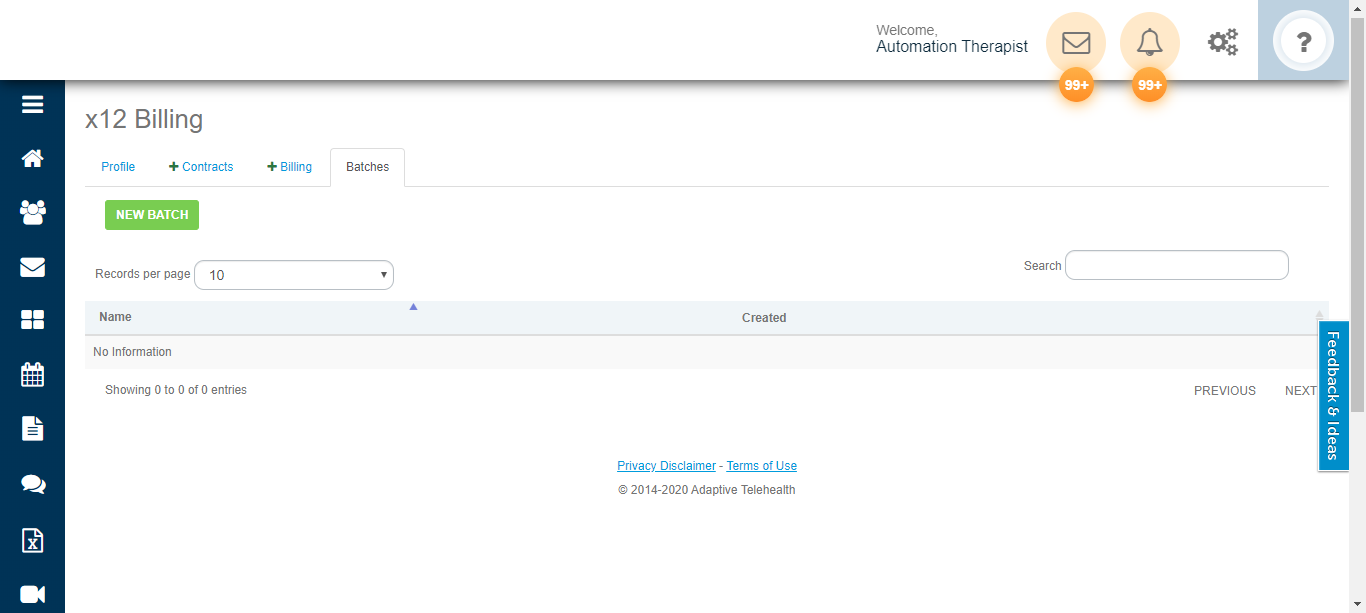 Welcome,
Automation Therapist
99+
99+
?
x12 Billing
Profile
+ Contracts
+ Billing
Batches
NEW BATCH
Records per page 10
Search
Name
Created
No Information
Showing 0 to 0 of 0 entries
PREVIOUS
NEXT
Feedback & Ideas
Privacy Disclaimer - Terms of Use
© 2014-2020 Adaptive Telehealth